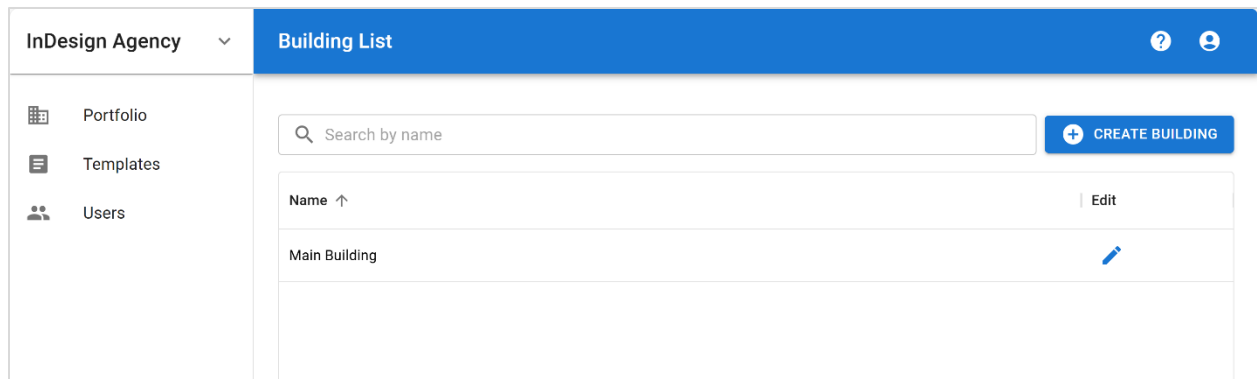 InDesign Agency
Building List
Portfolio
Templates
Users
Search by name
CREATE BUILDING
Name
Edit
Main Building